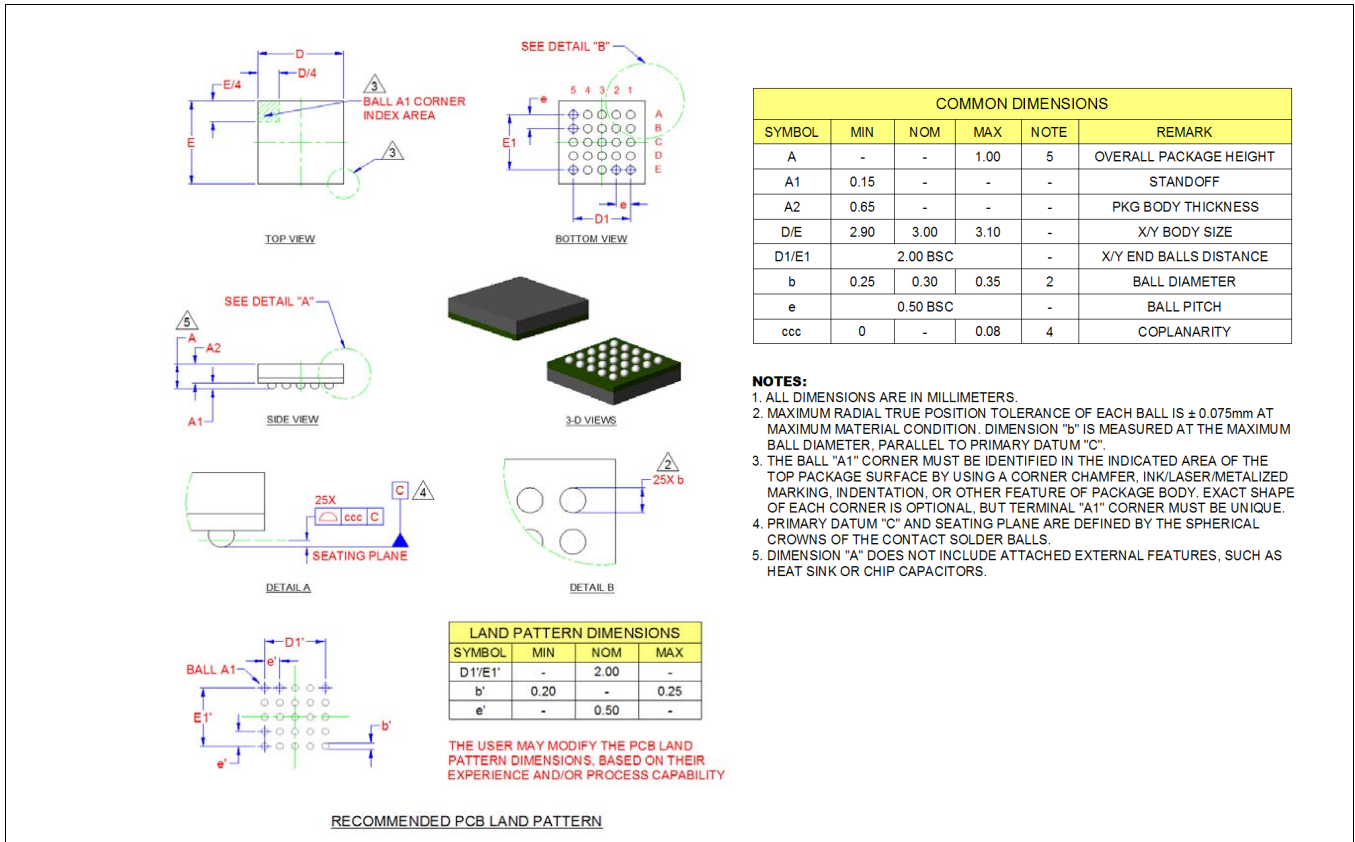 D
D/4
E/4
3
BALL A1 CORNER
INDEX AREA
E
3
TOP VIEW
SEE DETAIL "B"
5 4 3 2 1
e
A
B
C
D
E
E1
e
D1
BOTTOM VIEW
SEE DETAIL "A"
5
A
A2
A1
SIDE VIEW
3-D VIEWS
25X
ccc C
C
4
SEATING PLANE
DETAIL A
2
25X b
DETAIL B
D1'
e'
BALL A1
E1'
b'
e'
LAND PATTERN DIMENSIONS
SYMBOL MIN NOM MAX
D1'/E1' - 2.00 -
b' 0.20 - 0.25
e' - 0.50 -
THE USER MAY MODIFY THE PCB LAND
PATTERN DIMENSIONS, BASED ON THEIR
EXPERIENCE AND/OR PROCESS CAPABILITY
RECOMMENDED PCB LAND PATTERN
COMMON DIMENSIONS
SYMBOL MIN NOM MAX NOTE REMARK
A - - 1.00 5 OVERALL PACKAGE HEIGHT
A1 0.15 - - - STANDOFF
A2 0.65 - - - PKG BODY THICKNESS
D/E 2.90 3.00 3.10 - X/Y BODY SIZE
D1/E1 2.00 BSC - X/Y END BALLS DISTANCE
b 0.25 0.30 0.35 2 BALL DIAMETER
e 0.50 BSC - BALL PITCH
ccc 0 - 0.08 4 COPLANARITY
NOTES:
1. ALL DIMENSIONS ARE IN MILLIMETERS.
2. MAXIMUM RADIAL TRUE POSITION TOLERANCE OF EACH BALL IS ± 0.075mm AT
MAXIMUM MATERIAL CONDITION. DIMENSION "b" IS MEASURED AT THE MAXIMUM
BALL DIAMETER, PARALLEL TO PRIMARY DATUM "C".
3. THE BALL "A1" CORNER MUST BE IDENTIFIED IN THE INDICATED AREA OF THE
TOP PACKAGE SURFACE BY USING A CORNER CHAMFER, INK/LASER/METALIZED
MARKING, INDENTATION, OR OTHER FEATURE OF PACKAGE BODY. EXACT SHAPE
OF EACH CORNER IS OPTIONAL, BUT TERMINAL "A1" CORNER MUST BE UNIQUE.
4. PRIMARY DATUM "C" AND SEATING PLANE ARE DEFINED BY THE SPHERICAL
CROWNS OF THE CONTACT SOLDER BALLS.
5. DIMENSION "A" DOES NOT INCLUDE ATTACHED EXTERNAL FEATURES, SUCH AS
HEAT SINK OR CHIP CAPACITORS.